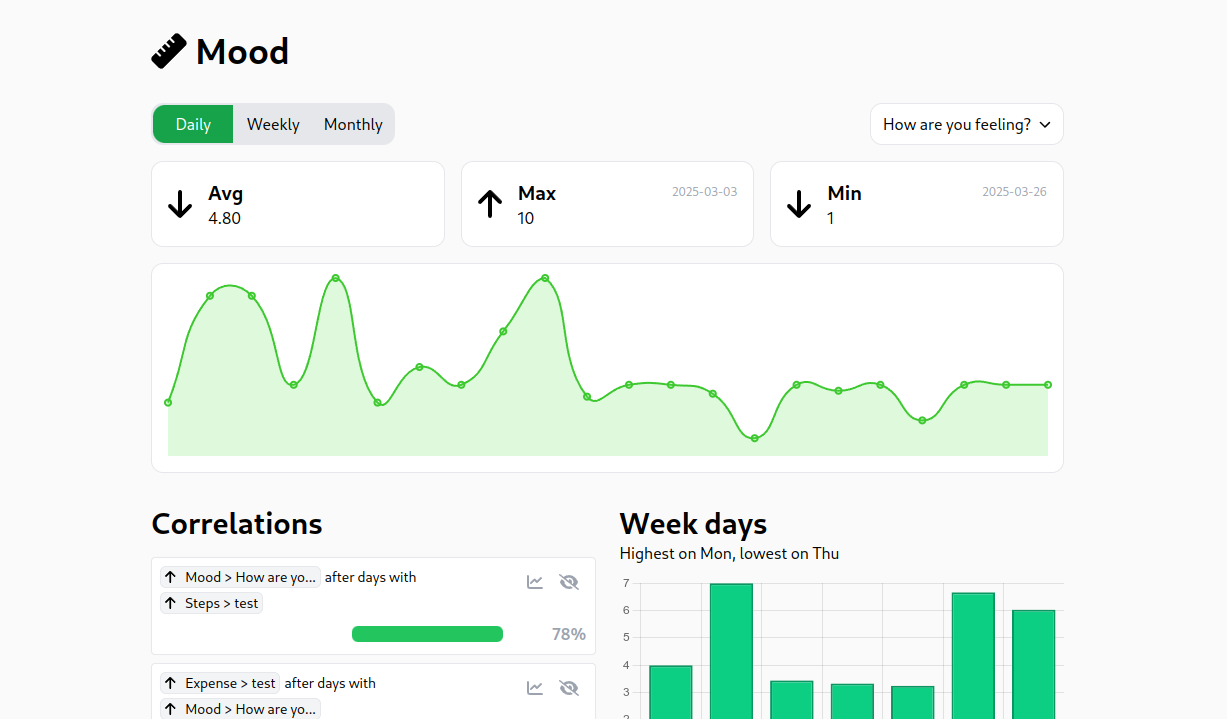 Mood
Daily Weekly Monthly
How are you feeling?
Avg
4.80
Max
2025-03-03
10
Min
2025-03-26
1
Correlations
Mood > How are yo... after days with
Steps > test
78%
Expense > test after days with
Mood > How are yo...
Week days
Highest on Mon, lowest on Thu
7
6
5
4
3
2